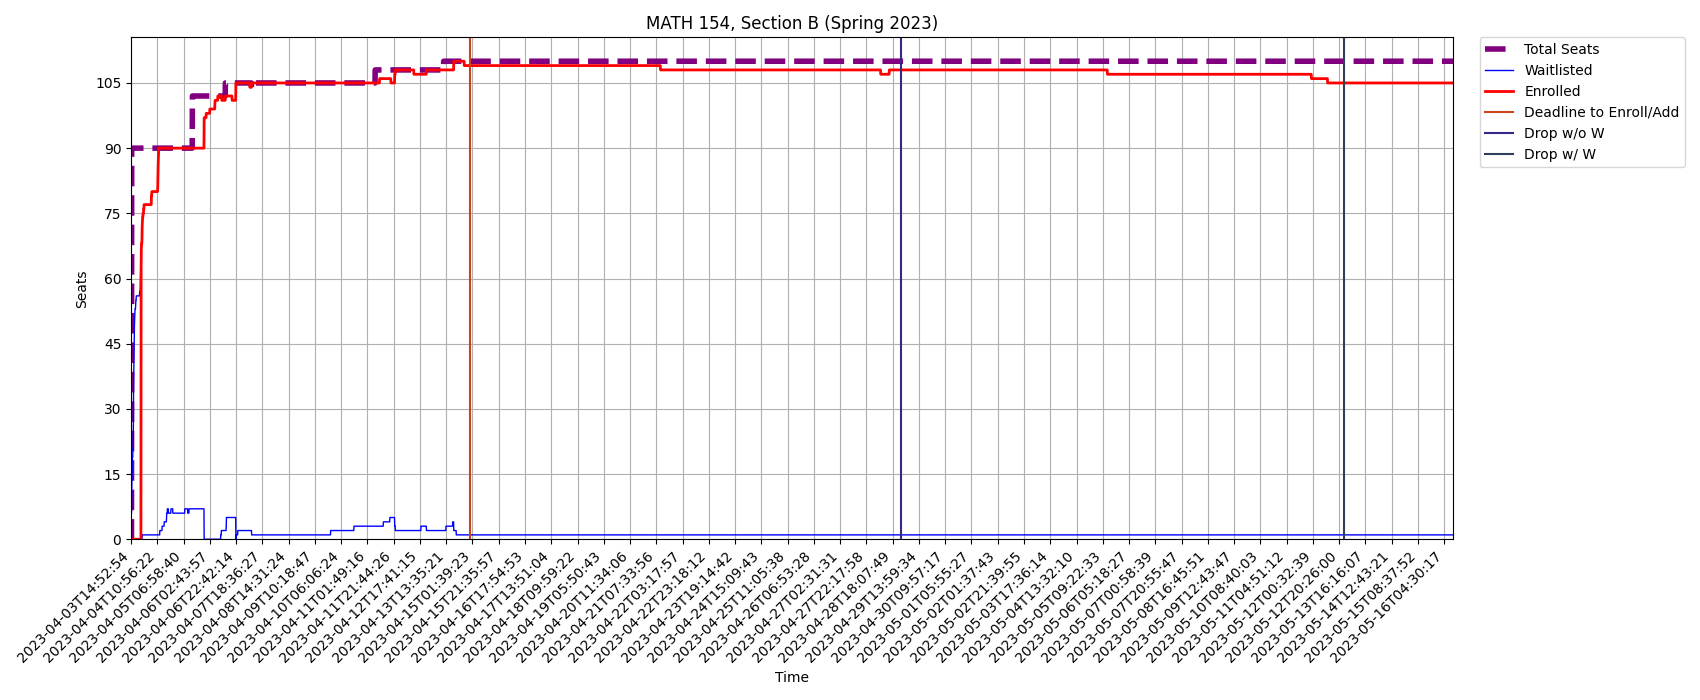 MATH 154, Section B (Spring 2023)
Total Seats
Waitlisted
Enrolled
Deadline to Enroll/Add
Drop w/o W
Drop w/ W
Seats
105
90
75
60
45
30
15
0
2023-04-03T14:52:54
2023-04-04T10:56:22
2023-04-05T06:58:40
2023-04-06T02:43:57
2023-04-06T22:42:14
2023-04-07T18:36:27
2023-04-08T14:31:24
2023-04-09T10:18:47
2023-04-10T06:06:24
2023-04-11T01:49:16
2023-04-11T21:44:26
2023-04-12T17:41:15
2023-04-13T13:35:21
2023-04-15T01:39:23
2023-04-15T21:35:57
2023-04-16T17:54:53
2023-04-17T13:51:04
2023-04-18T09:59:22
2023-04-19T05:50:43
2023-04-20T11:34:06
2023-04-21T07:33:56
2023-04-22T03:17:57
2023-04-22T23:18:12
2023-04-23T19:14:42
2023-04-24T15:09:43
2023-04-25T11:05:38
2023-04-26T06:53:28
2023-04-27T02:31:31
2023-04-27T22:17:58
2023-04-28T18:07:49
2023-04-29T13:59:34
2023-04-30T09:57:17
2023-05-01T05:55:27
2023-05-02T01:37:43
2023-05-02T21:39:55
2023-05-03T17:36:14
2023-05-04T13:32:10
2023-05-05T09:22:33
2023-05-06T05:18:27
2023-05-07T00:58:39
2023-05-07T20:55:47
2023-05-08T16:45:51
2023-05-09T12:43:47
2023-05-10T08:40:03
2023-05-11T04:51:12
2023-05-12T00:32:39
2023-05-12T20:26:00
2023-05-13T16:16:07
2023-05-14T12:43:21
2023-05-15T08:37:52
2023-05-16T04:30:17
Time